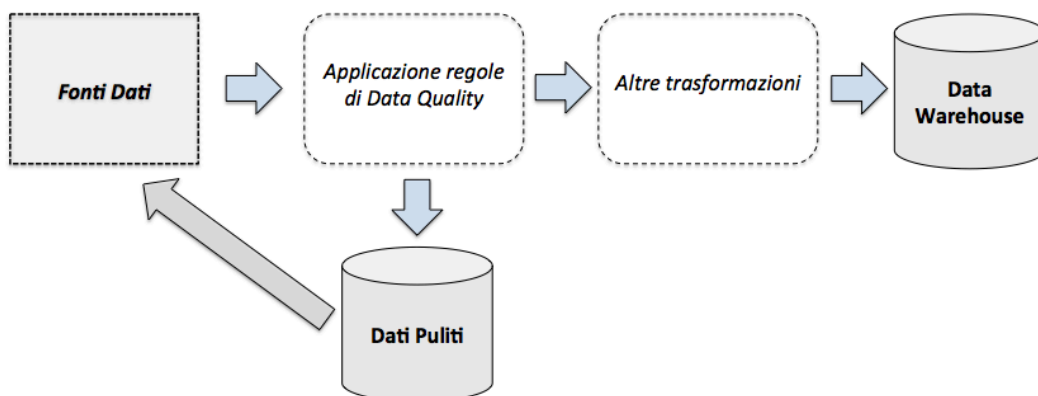 Fonti Dati
Applicazione regole
di Data Quality
Altre trasformazioni
Data
Warehouse
Dati Puliti